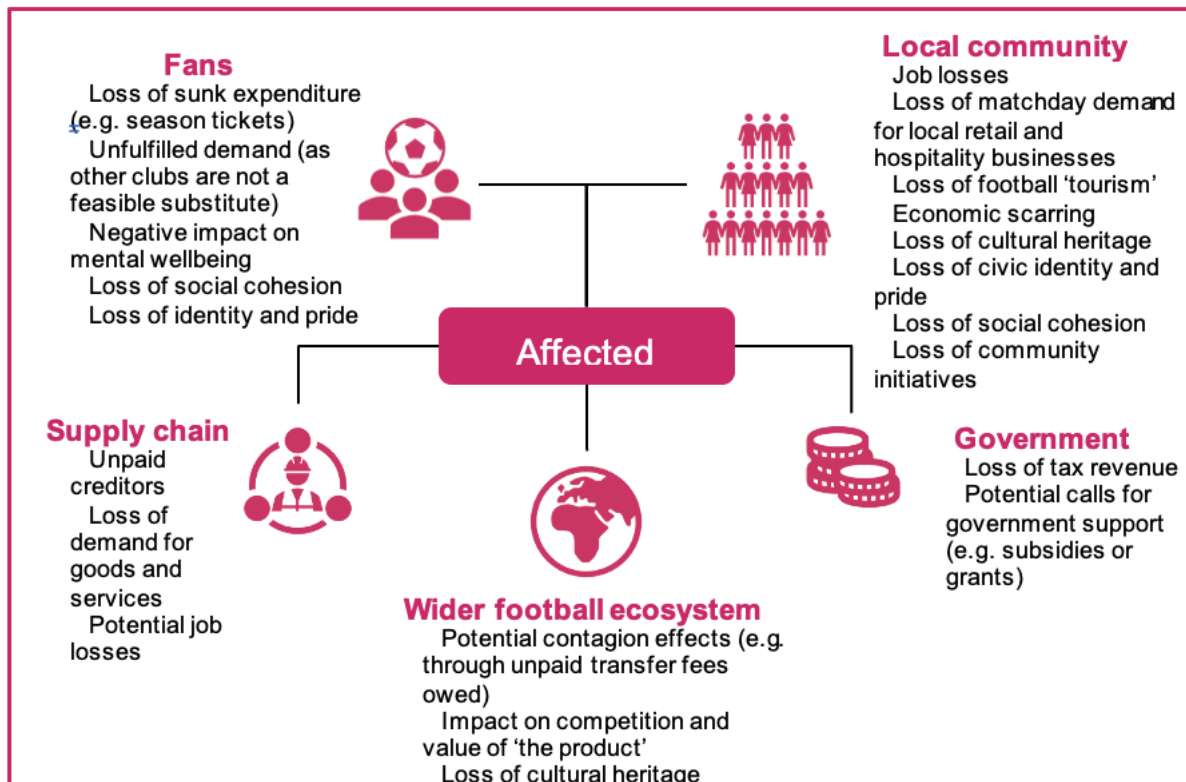 Fans
Loss of sunk expenditure
(e.g. season tickets)
Unfulfilled demand (as
other clubs are not a
feasible substitute)
Negative impact on
mental wellbeing
Loss of social cohesion
Loss of identity and pride
Local community
Job losses
Loss of matchday demand
for local retail and
hospitality businesses
Loss of football ‘tourism’
Economic scarring
Loss of cultural heritage
Loss of civic identity and
pride
Loss of social cohesion
Loss of community
initiatives
Affected
Supply chain
Unpaid
creditors
Loss of
demand for
goods and
services
Potential job
losses
Wider football ecosystem
Potential contagion effects (e.g.
through unpaid transfer fees
owed)
Impact on competition and
value of ‘the product’
Loss of cultural heritage
Government
Loss of tax revenue
Potential calls for
government support
(e.g. subsidies or
grants)